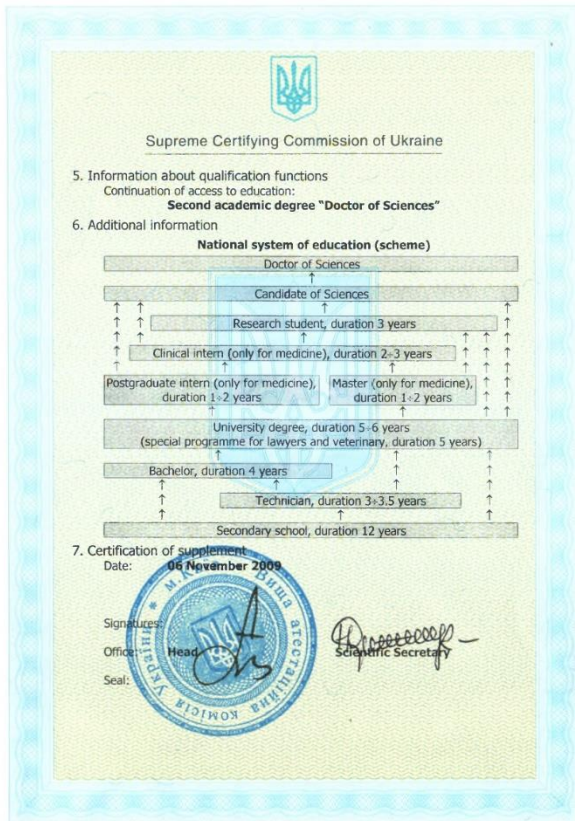 Supreme Certifying Commission of Ukraine
5. Information about qualification functions
Continuation of access to education:
Second academic degree "Doctor of Sciences"
6. Additional information
National system of education (scheme)
Doctor of Sciences
Candidate of Sciences
Research student, duration 3 years
Clinical intern (only for medicine), duration 2÷3 years
Postgraduate intern (only for medicine),
duration 1÷2 years
Master (only for medicine),
duration 1÷2 years
University degree, duration 5÷6 years
(special programme for lawyers and veterinary, duration 5 years)
Bachelor, duration 4 years
Technician, duration 3÷3.5 years
Secondary school, duration 12 years
7. Certification of supplement
Date: 06 November 2009
Signatures:
Office: Head Scientific Secretary
Seal:
Вища атестаційна комісія України * м.